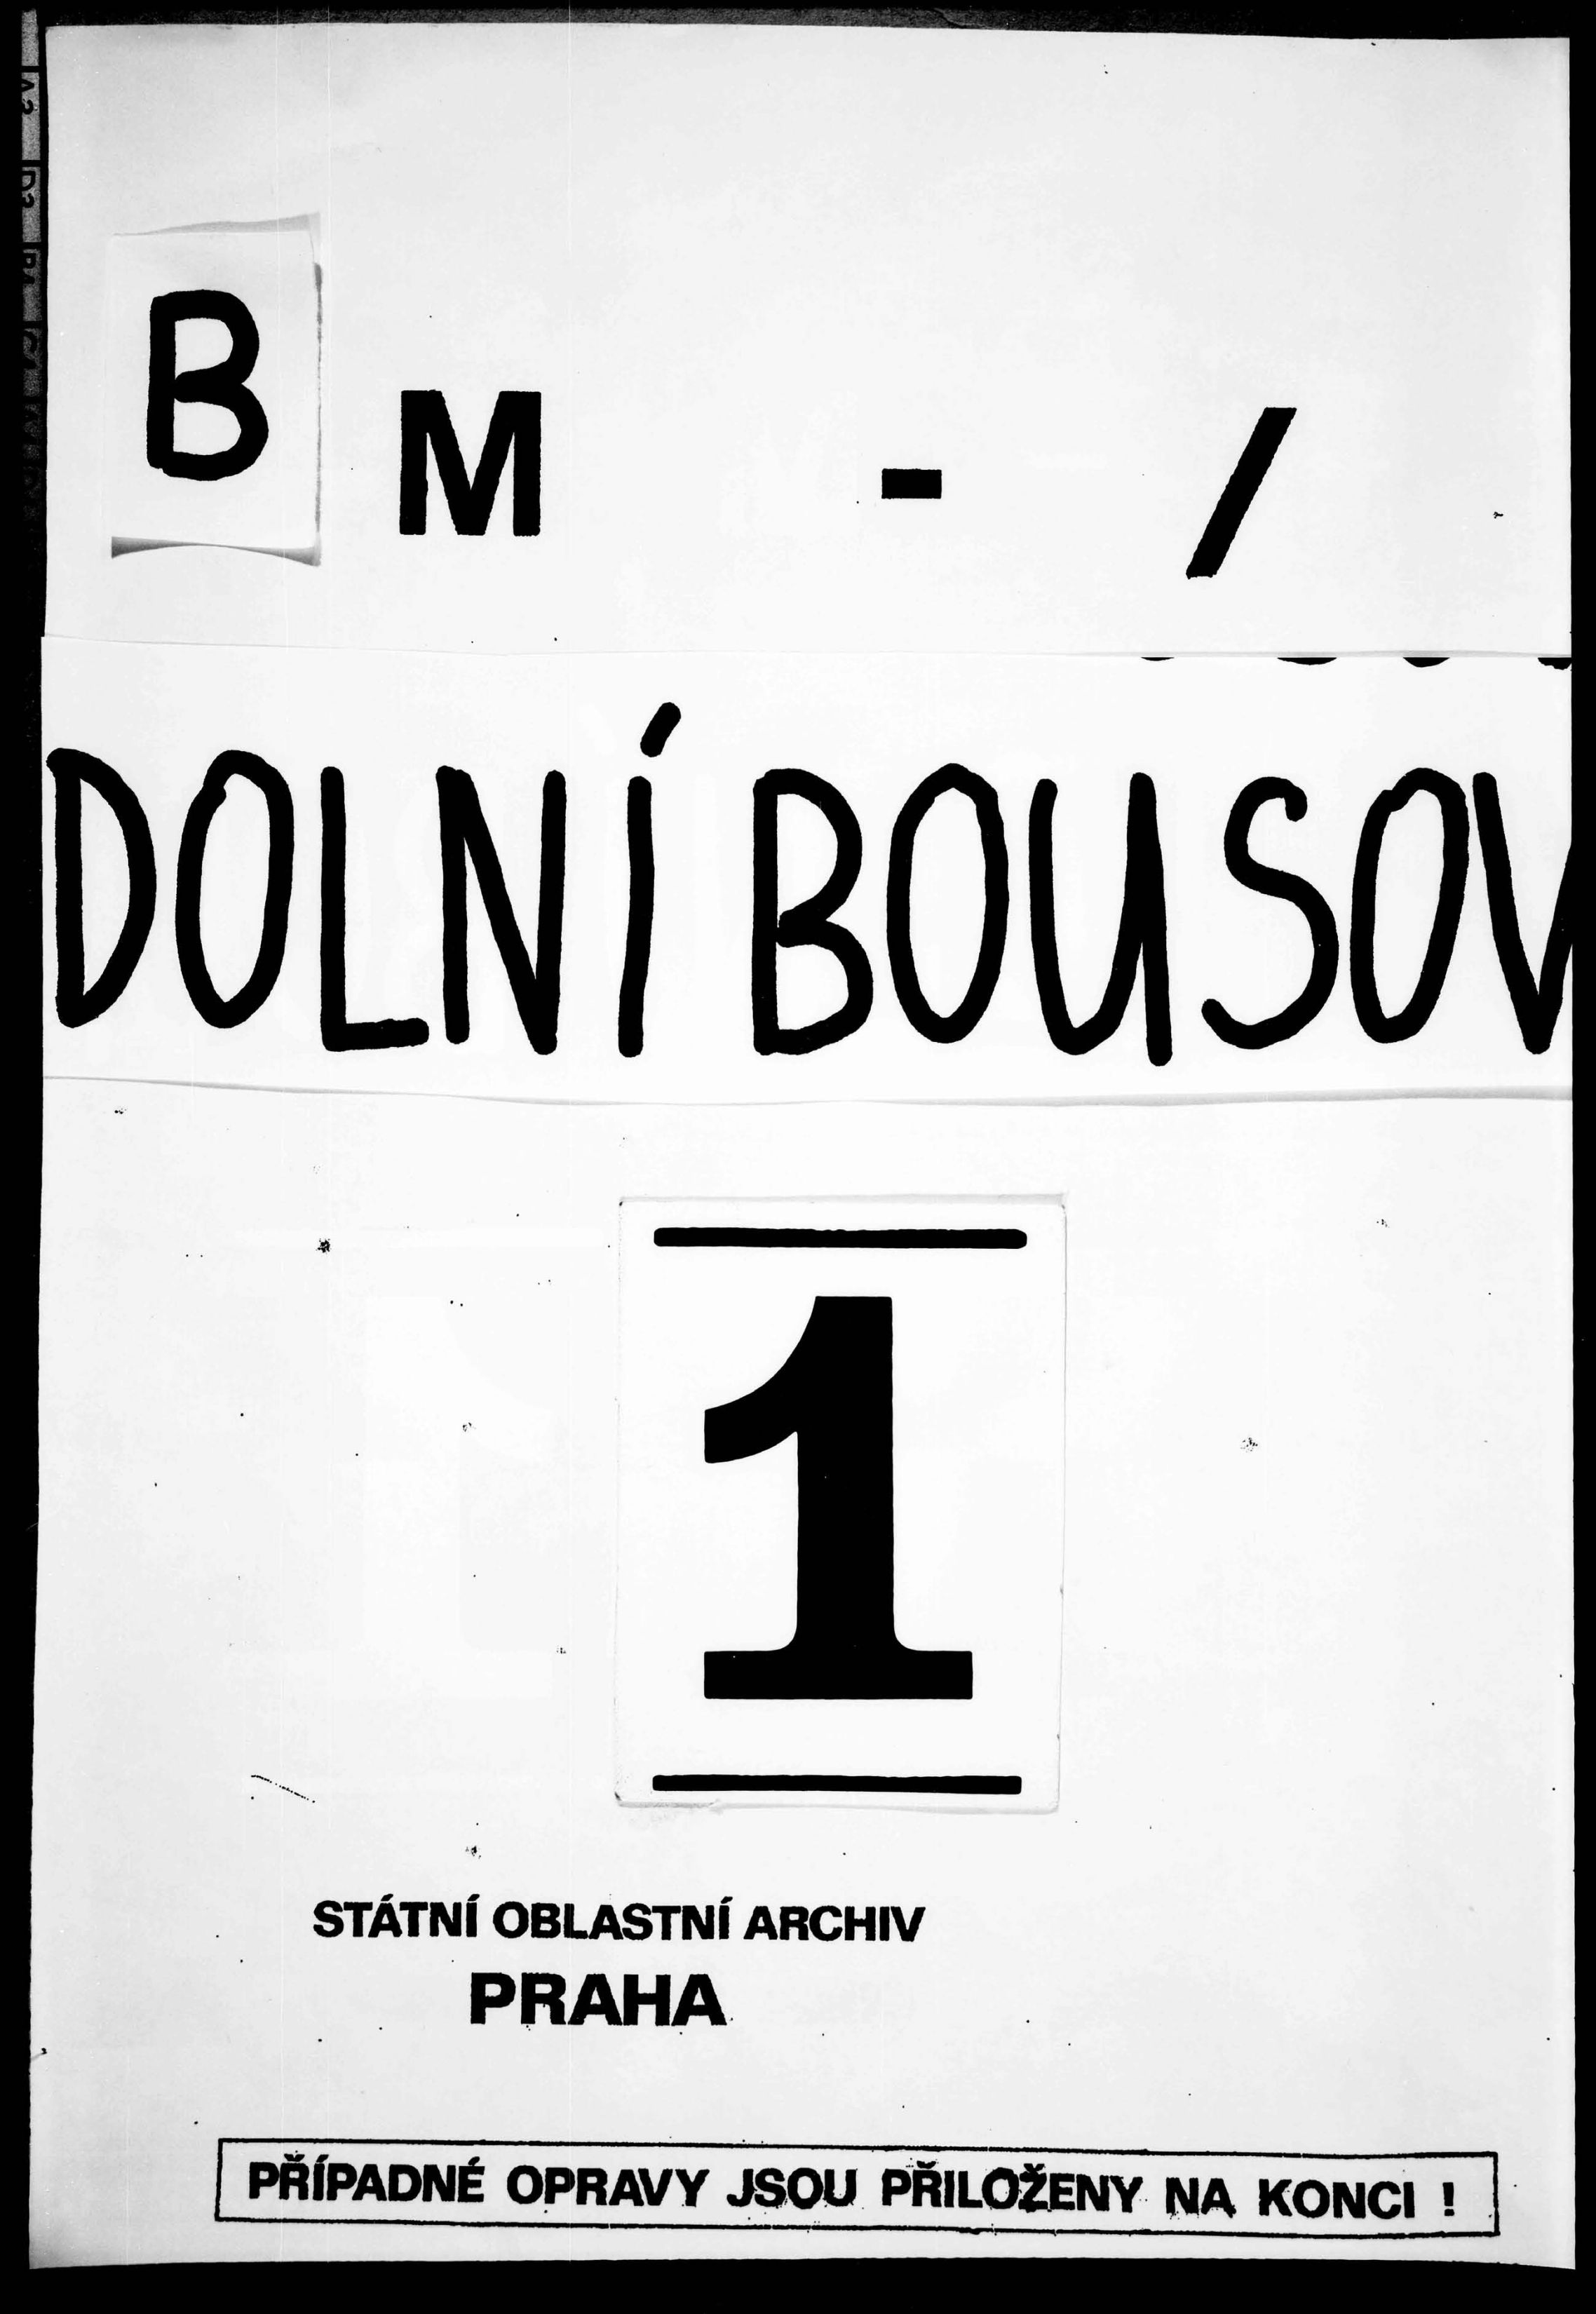 B M - /
DOLNÍ BOUSOV
1
STÁTNÍ OBLASTNÍ ARCHIV
PRAHA
PŘÍPADNÉ OPRAVY JSOU PŘILOŽENY NA KONCI !